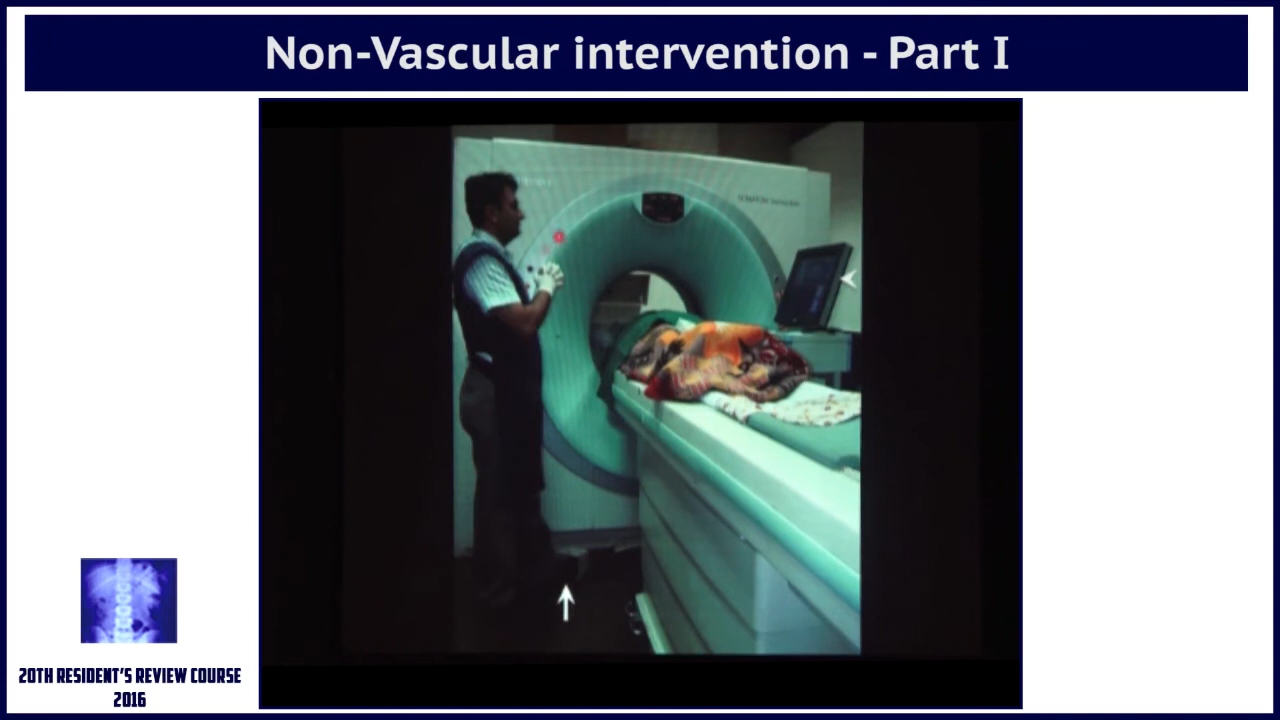 Non-Vascular intervention - Part I
20TH RESIDENT'S REVIEW COURSE
2016